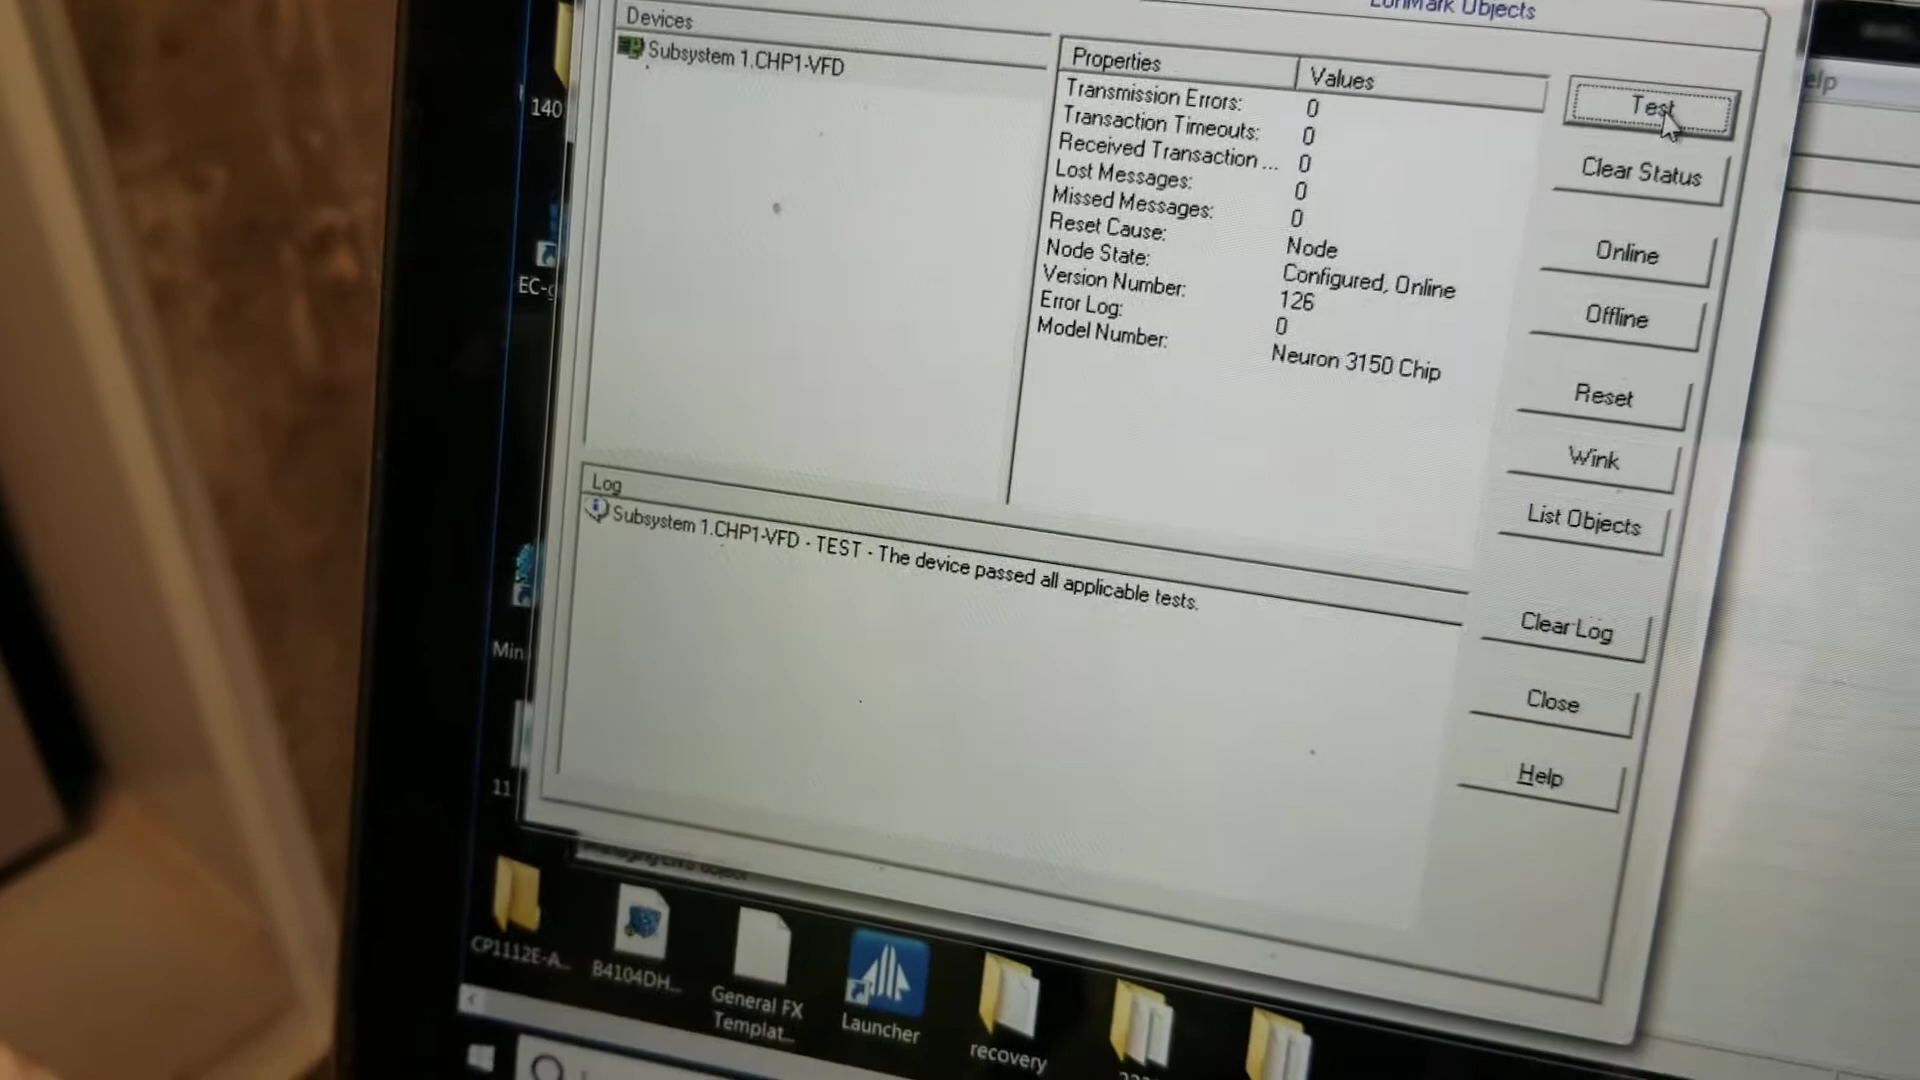 LonMark Objects
Devices
Subsystem 1.CHP1-VFD
Properties Values
Transmission Errors: 0
Transaction Timeouts: 0
Received Transaction ... 0
Lost Messages: 0
Missed Messages: 0
Reset Cause: Node
Node State: Configured, Online
Version Number: 126
Error Log: 0
Model Number: Neuron 3150 Chip
Test
Clear Status
Online
Offline
Reset
Wink
List Objects
Clear Log
Close
Help
Log
Subsystem 1.CHP1-VFD - TEST - The device passed all applicable tests.
elp
140
EC-g
Min
11
CP1112E-A...
B4104DH...
General FX
Templat...
Launcher
recovery